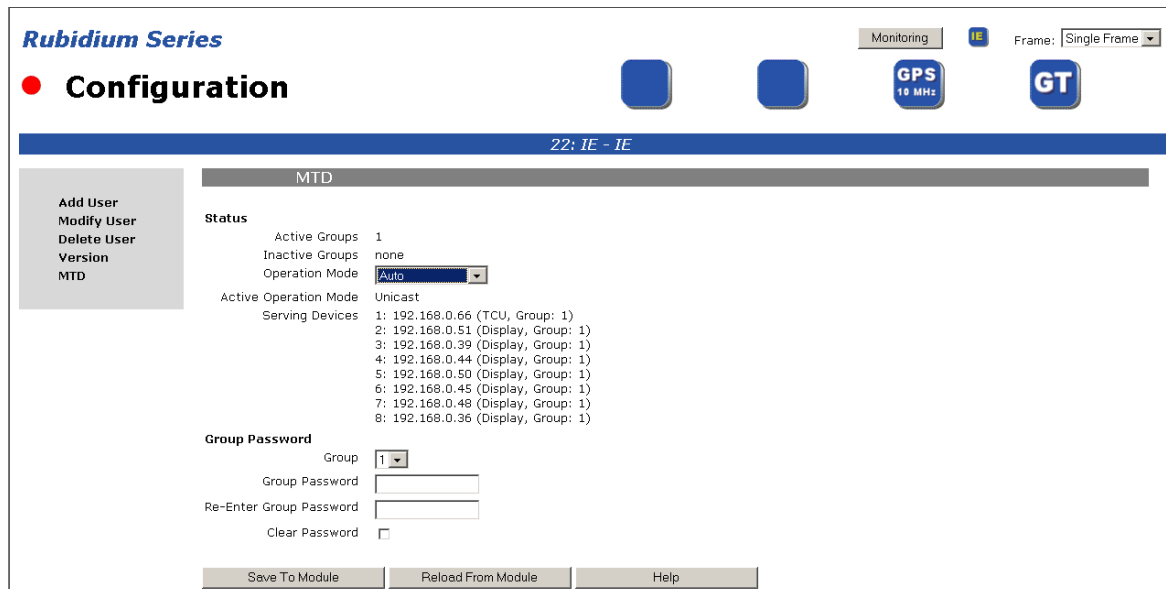 Rubidium Series
Monitoring
IE
Frame:
Single Frame
Configuration
GPS
10 MHz
GT
22: IE - IE
Add User
Modify User
Delete User
Version
MTD
MTD
Status
Active Groups 1
Inactive Groups none
Operation Mode Auto
Active Operation Mode Unicast
Serving Devices 1: 192.168.0.66 (TCU, Group: 1)
2: 192.168.0.51 (Display, Group: 1)
3: 192.168.0.39 (Display, Group: 1)
4: 192.168.0.44 (Display, Group: 1)
5: 192.168.0.50 (Display, Group: 1)
6: 192.168.0.45 (Display, Group: 1)
7: 192.168.0.48 (Display, Group: 1)
8: 192.168.0.36 (Display, Group: 1)
Group Password
Group 1
Group Password
Re-Enter Group Password
Clear Password
Save To Module
Reload From Module
Help